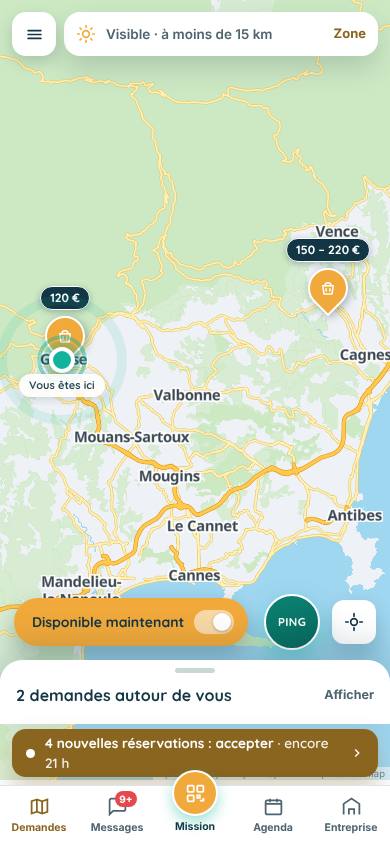 Visible · à moins de 15 km
Zone
Vence
150 – 220 €
120 €
Cagnes
Vous êtes ici
Valbonne
Mouans-Sartoux
Mougins
Antibes
Le Cannet
Cannes
Mandelieu-
Disponible maintenant
PING
2 demandes autour de vous
Afficher
4 nouvelles réservations : accepter · encore
21 h
9+
Demandes
Messages
Mission
Agenda
Entreprise